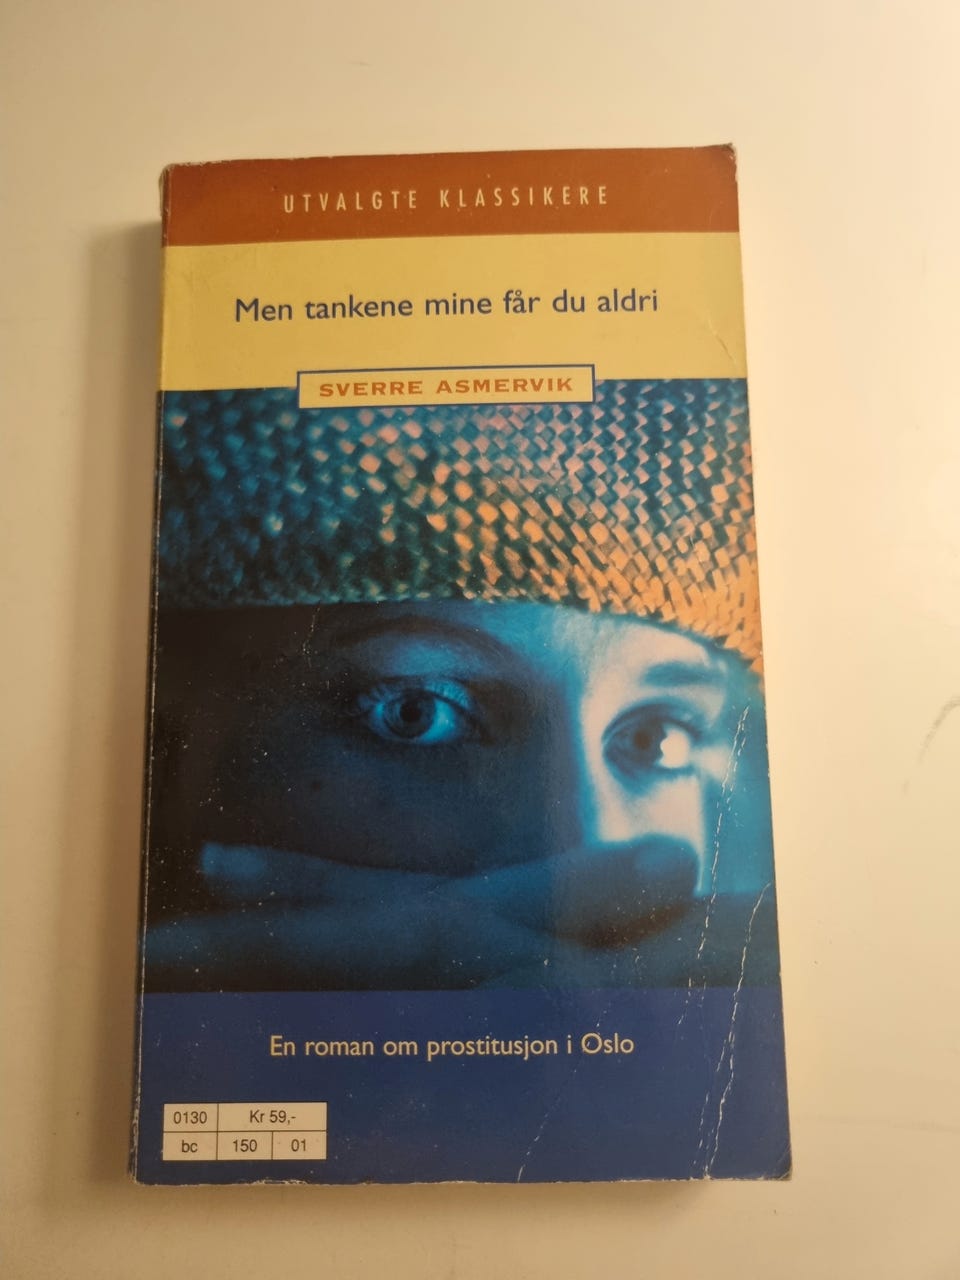 UTVALGTE KLASSIKERE
Men tankene mine får du aldri
SVERRE ASMERVIK
En roman om prostitusjon i Oslo
0130 Kr 59,-
bc 150 01